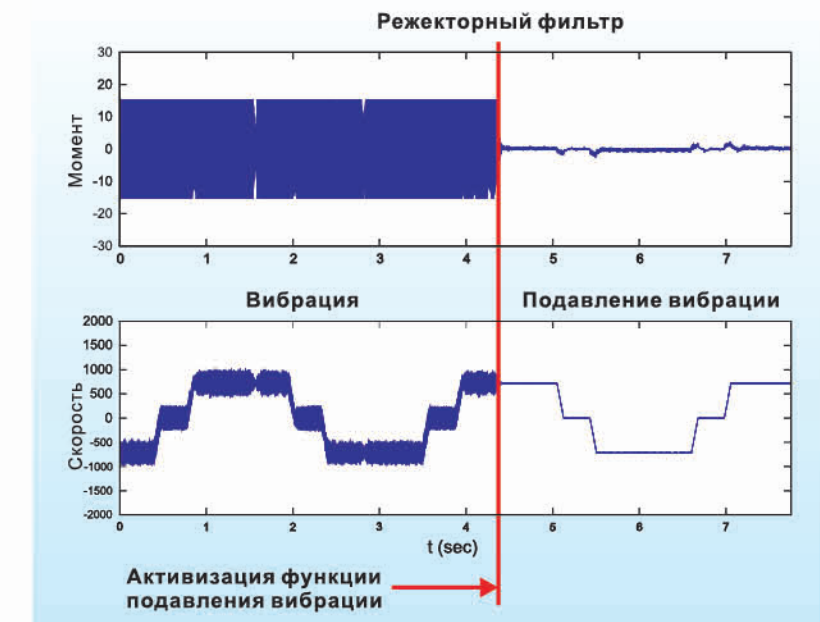 Режекторный фильтр
30
20
10
0
-10
-20
-30
Момент
0 1 2 3 4 5 6 7
Вибрация Подавление вибрации
2000
1500
1000
500
0
-500
-1000
-1500
-2000
Скорость
0 1 2 3 4 5 6 7
t (sec)
Активизация функции
подавления вибрации